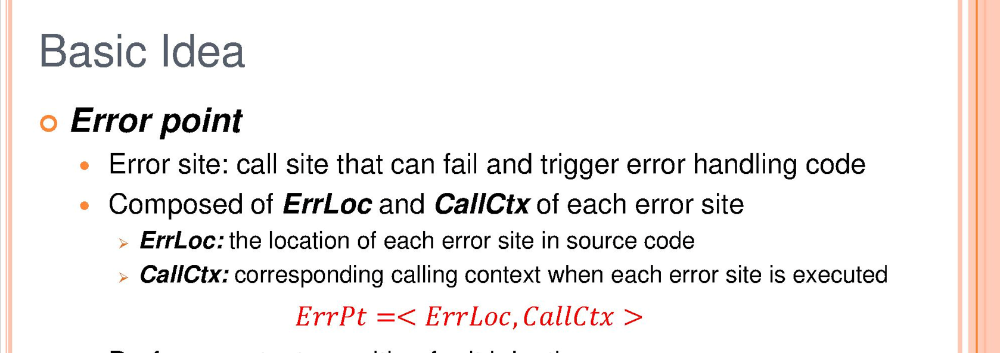 Basic Idea
Error point
Error site: call site that can fail and trigger error handling code
Composed of ErrLoc and CallCtx of each error site
ErrLoc: the location of each error site in source code
CallCtx: corresponding calling context when each error site is executed
ErrPt =< ErrLoc, CallCtx >